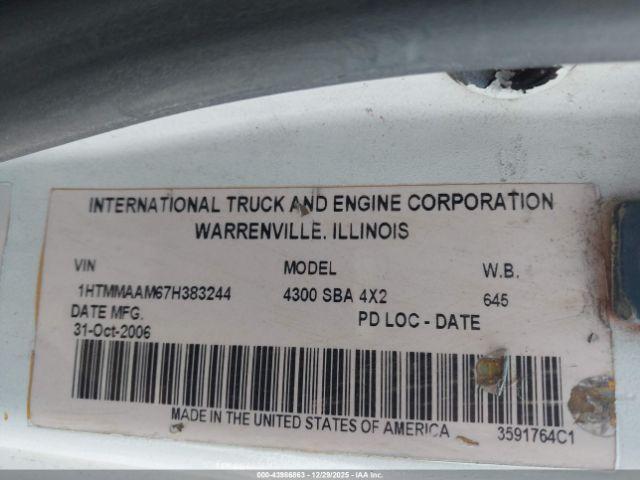 INTERNATIONAL TRUCK AND ENGINE CORPORATION
WARRENVILLE, ILLINOIS
VIN MODEL W.B.
1HTMMAAM67H383244 4300 SBA 4X2 645
DATE MFG. PD LOC - DATE
31-Oct-2006
MADE IN THE UNITED STATES OF AMERICA 3591764C1
000-43986863 - 12/29/2025 - IAA, Inc.